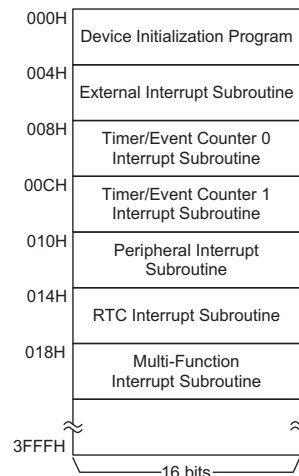 000H
Device Initialization Program
004H
External Interrupt Subroutine
008H
Timer/Event Counter 0
Interrupt Subroutine
00CH
Timer/Event Counter 1
Interrupt Subroutine
010H
Peripheral Interrupt
Subroutine
014H
RTC Interrupt Subroutine
018H
Multi-Function
Interrupt Subroutine
3FFFH
16 bits